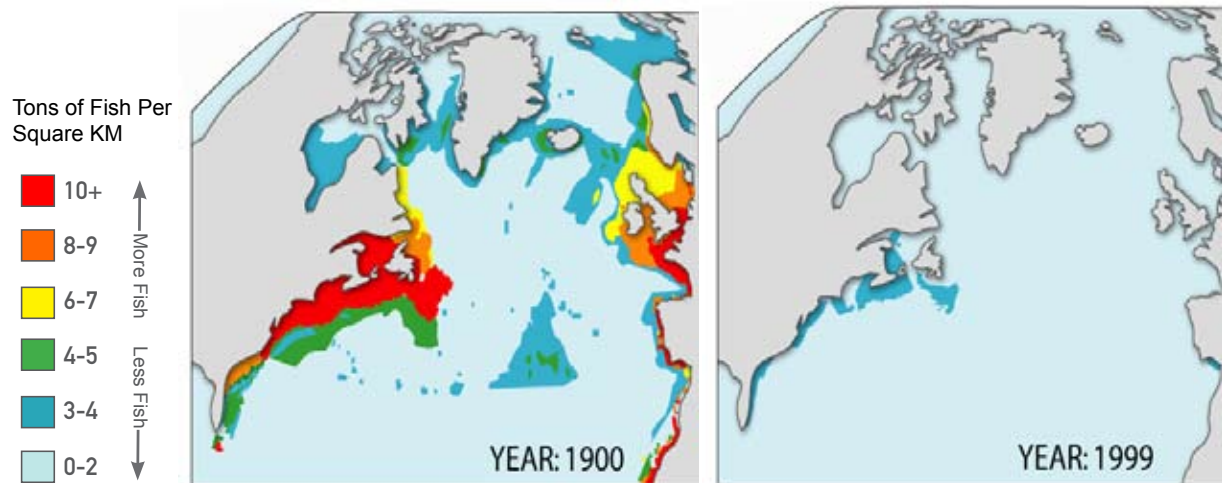 Tons of Fish Per
Square KM
10+
8-9
6-7
4-5
3-4
0-2
More Fish
Less Fish
YEAR: 1900
YEAR: 1999